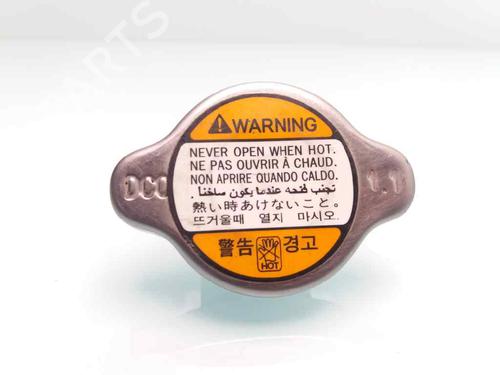 WARNING
NEVER OPEN WHEN HOT.
NE PAS OUVRIR À CHAUD.
NON APRIRE QUANDO CALDO.
تجنب فتحه عندما يكون ساخنا.
熱い時あけないこと。
뜨거울때 열지 마시오.
DCC 1.1
警告 HOT 경고